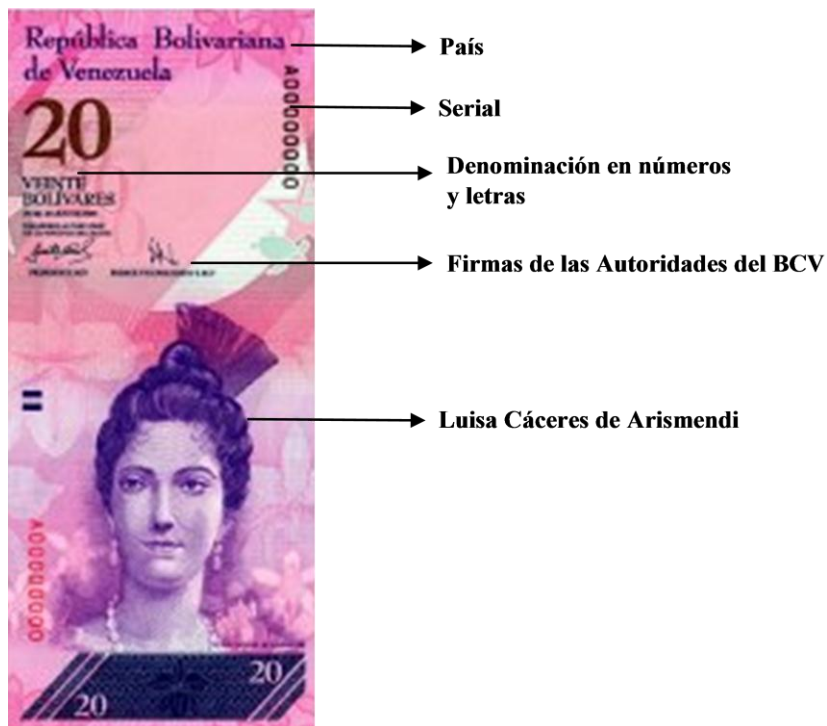 República Bolivariana
de Venezuela
País
A00000000
Serial
20
VEINTE
BOLÍVARES
Denominación en números
y letras
Firmas de las Autoridades del BCV
Luisa Cáceres de Arismendi
A00000000
20
20